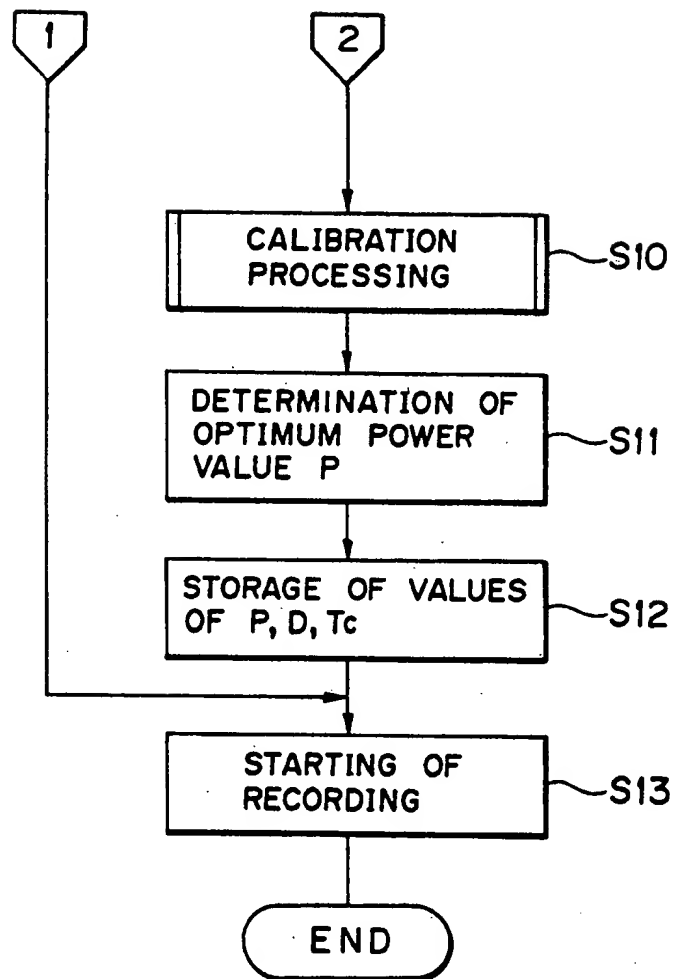 1
2
CALIBRATION
PROCESSING
S10
DETERMINATION OF
OPTIMUM POWER
VALUE P
S11
STORAGE OF VALUES
OF P, D, Tc
S12
STARTING OF
RECORDING
S13
END